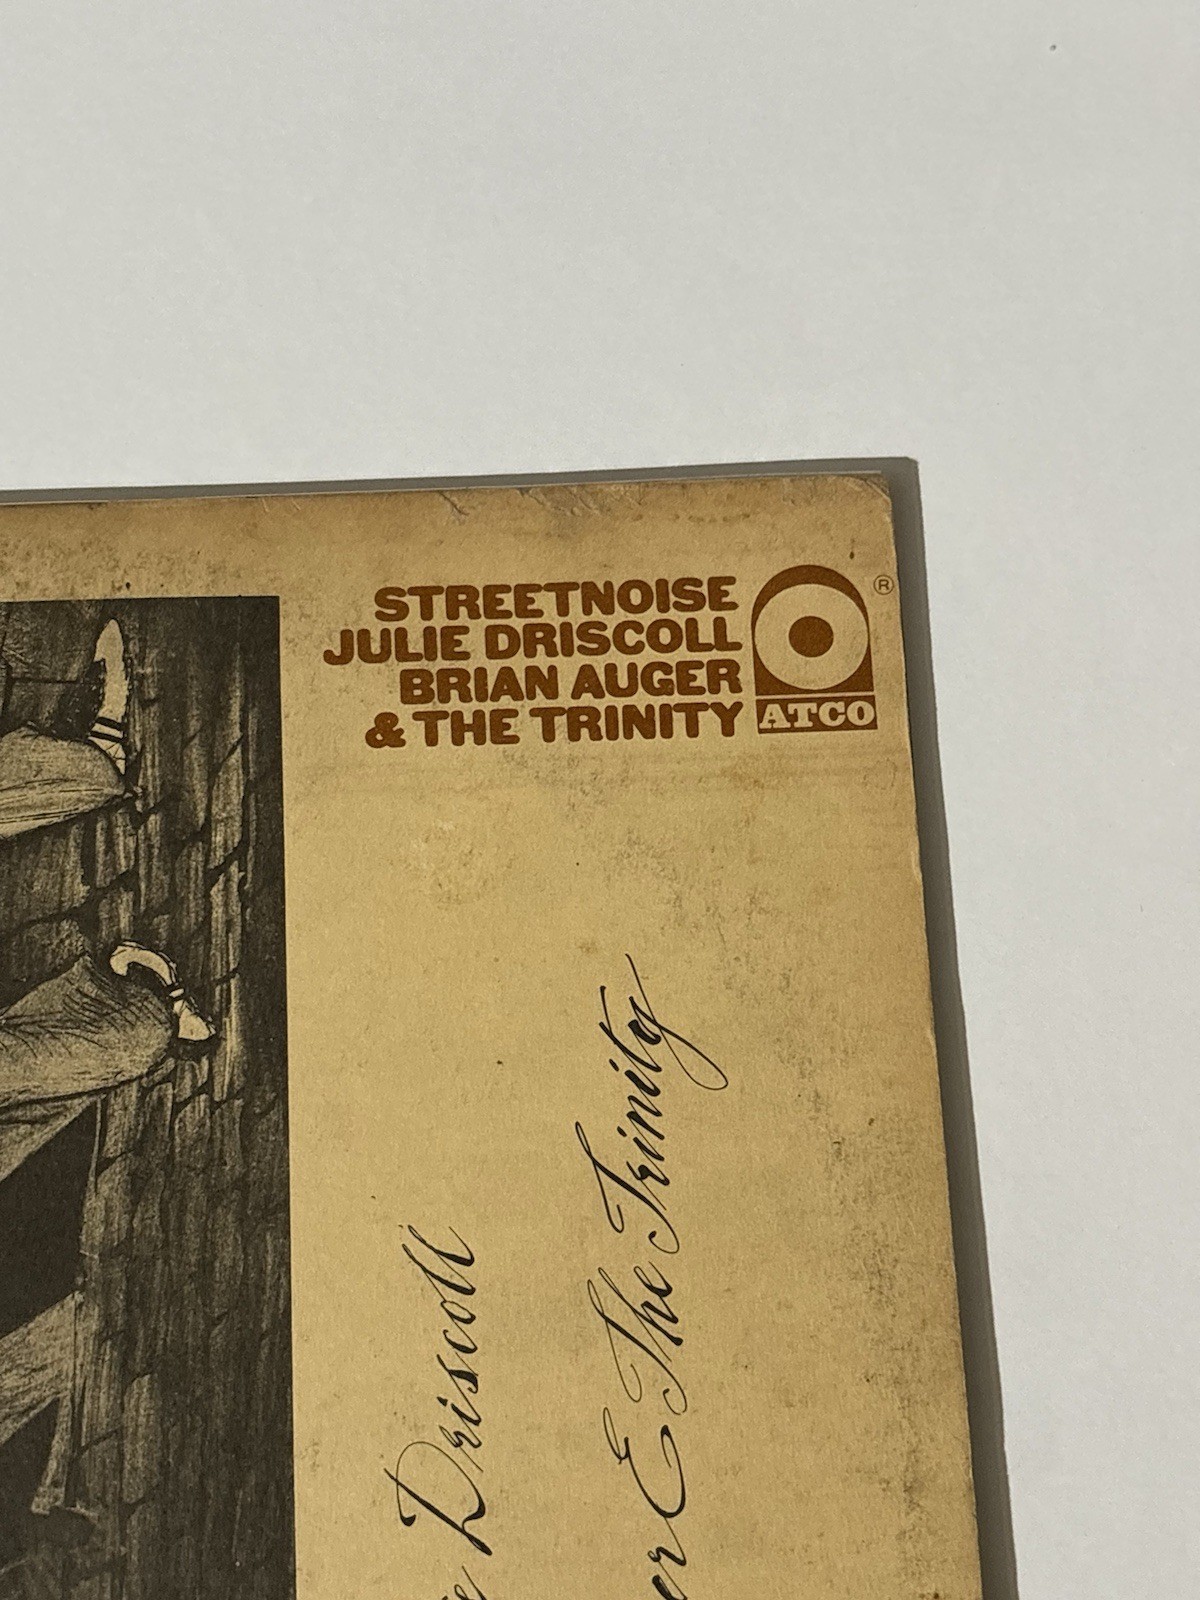 STREETNOISE
JULIE DRISCOLL
BRIAN AUGER
& THE TRINITY
®
ATCO
Driscoll
& The Trinity